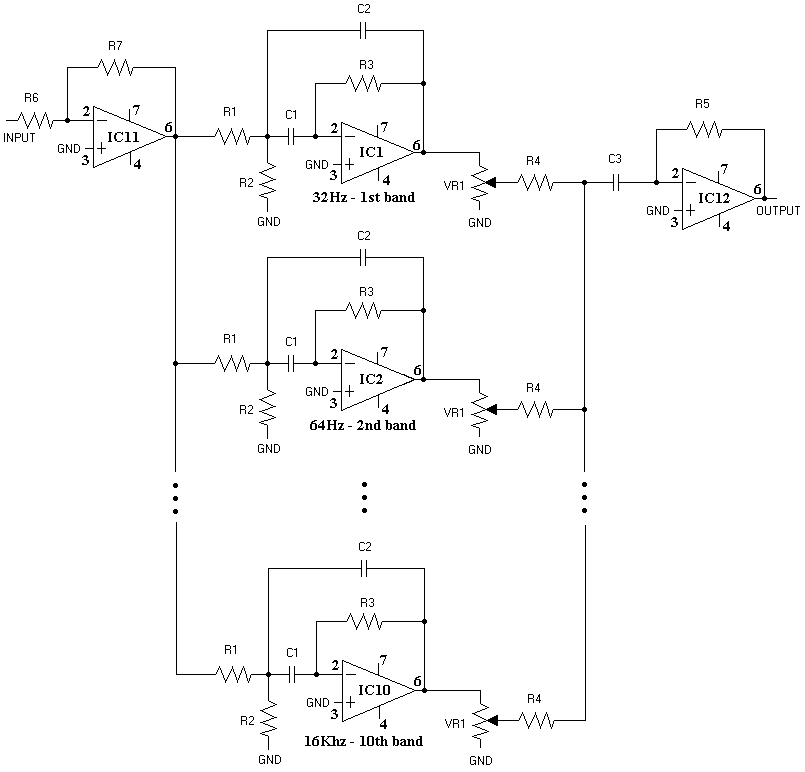 C2
R7
R3
R6
R1
C1
R5
INPUT
2
7
IC11
6
GND
3
4
2
7
IC1
6
GND
3
4
R2
GND
32Hz - 1st band
VR1
GND
R4
C3
2
7
IC12
6
GND
3
4
OUTPUT
C2
R3
R1
C1
2
7
IC2
6
GND
3
4
R2
GND
64Hz - 2nd band
VR1
GND
R4
C2
R3
R1
C1
2
7
IC10
6
GND
3
4
R2
GND
16Khz - 10th band
VR1
GND
R4